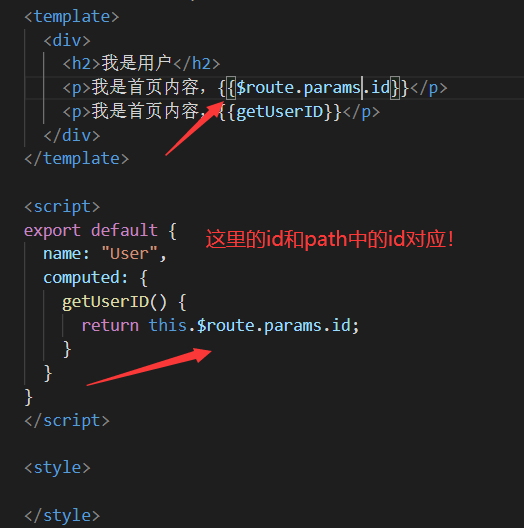 <template>
<div>
<h2>我是用户</h2>
<p>我是首页内容，{{$route.params.id}}</p>
<p>我是首页内容，{{getUserID}}</p>
</div>
</template>
<script>
export default {
这里的id和path中的id对应！
name: "User",
computed: {
getUserID() {
return this.$route.params.id;
}
}
}
</script>
<style>
</style>